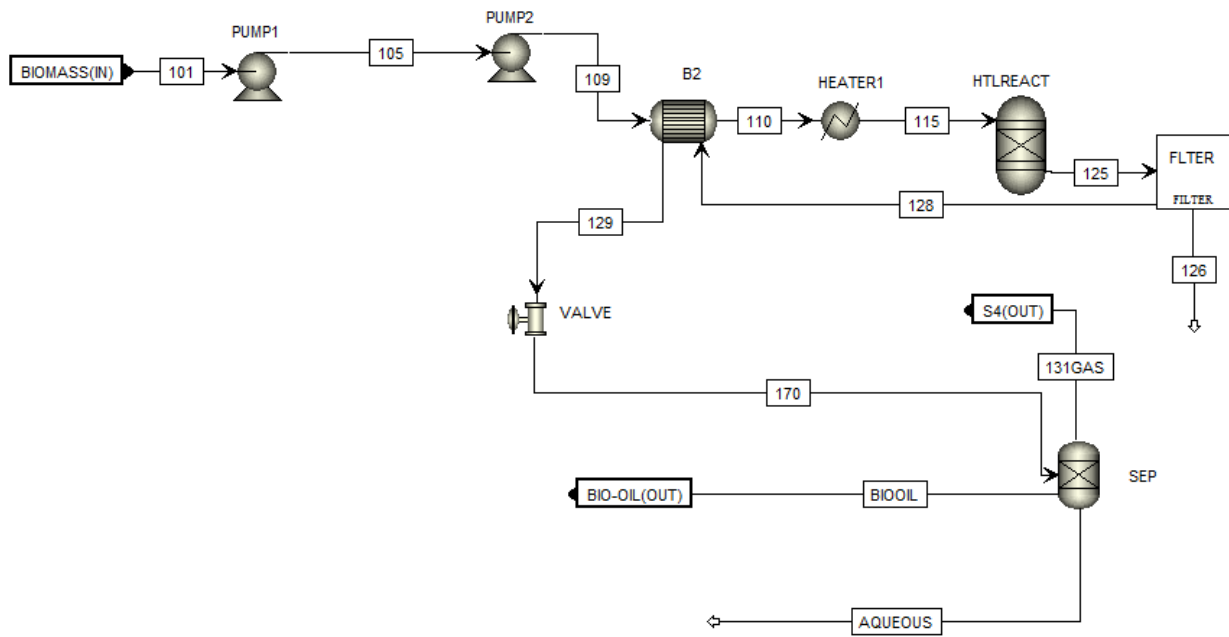 PUMP1
PUMP2
BIOMASS(IN)
101
105
109
B2
HEATER1
HTLREACT
110
115
125
FLTER
FILTER
128
129
126
VALVE
S4(OUT)
131GAS
170
SEP
BIO-OIL(OUT)
BIOOIL
AQUEOUS